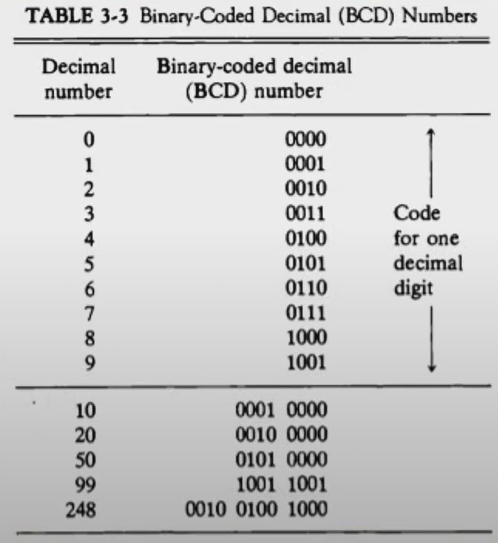 TABLE 3-3 Binary-Coded Decimal (BCD) Numbers
Decimal number Binary-coded decimal (BCD) number
0 0000
1 0001
2 0010
3 0011 Code
4 0100 for one
5 0101 decimal
6 0110 digit
7 0111
8 1000
9 1001
10 0001 0000
20 0010 0000
50 0101 0000
99 1001 1001
248 0010 0100 1000